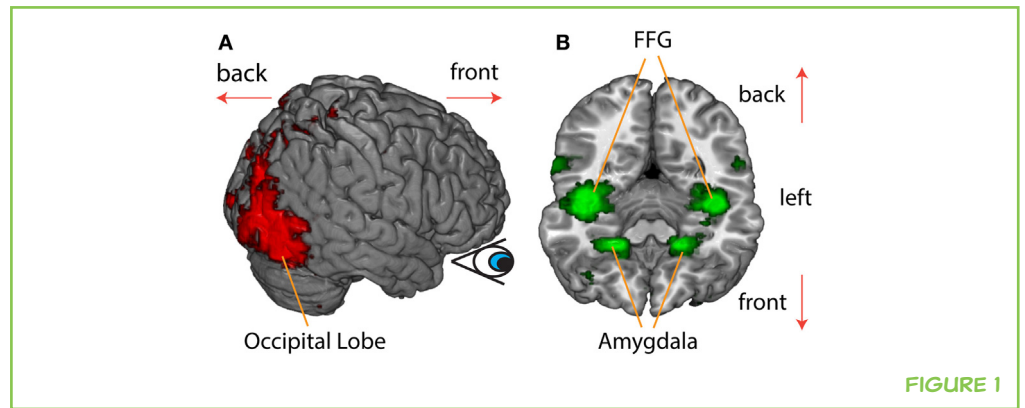 A
back
front
Occipital Lobe
B
FFG
back
left
front
Amygdala
FIGURE 1